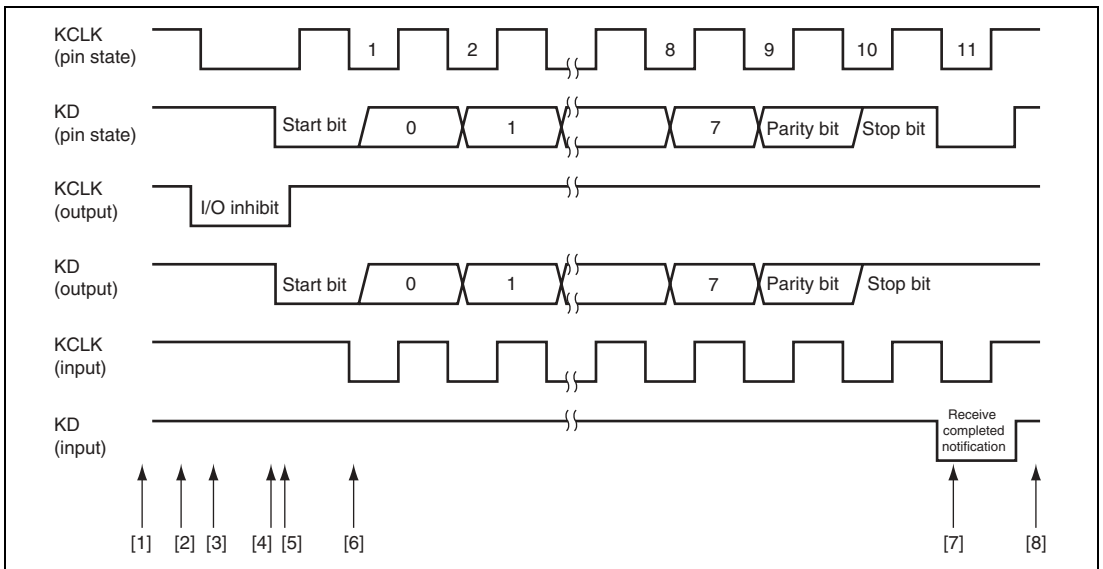 KCLK
(pin state)
1 2 8 9 10 11
KD
(pin state)
Start bit 0 1 7 Parity bit Stop bit
KCLK
(output)
I/O inhibit
KD
(output)
Start bit 0 1 7 Parity bit Stop bit
KCLK
(input)
KD
(input)
Receive
completed
notification
[1] [2] [3] [4] [5] [6] [7] [8]